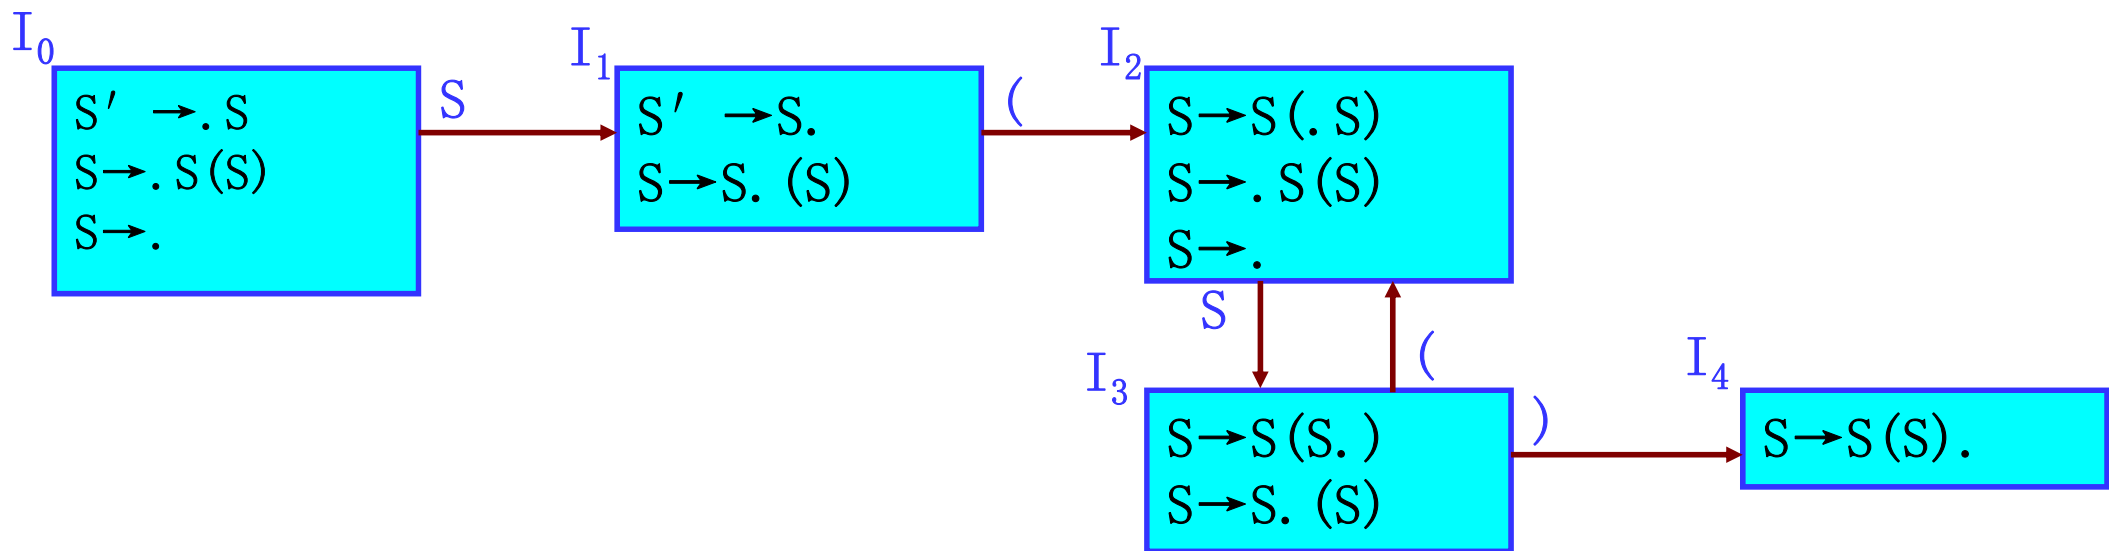 I0
S' →.S
S→.S(S)
S→.
S
I1
S' →S.
S→S.(S)
(
I2
S→S(.S)
S→.S(S)
S→.
S
(
I3
S→S(S.)
S→S.(S)
)
I4
S→S(S).